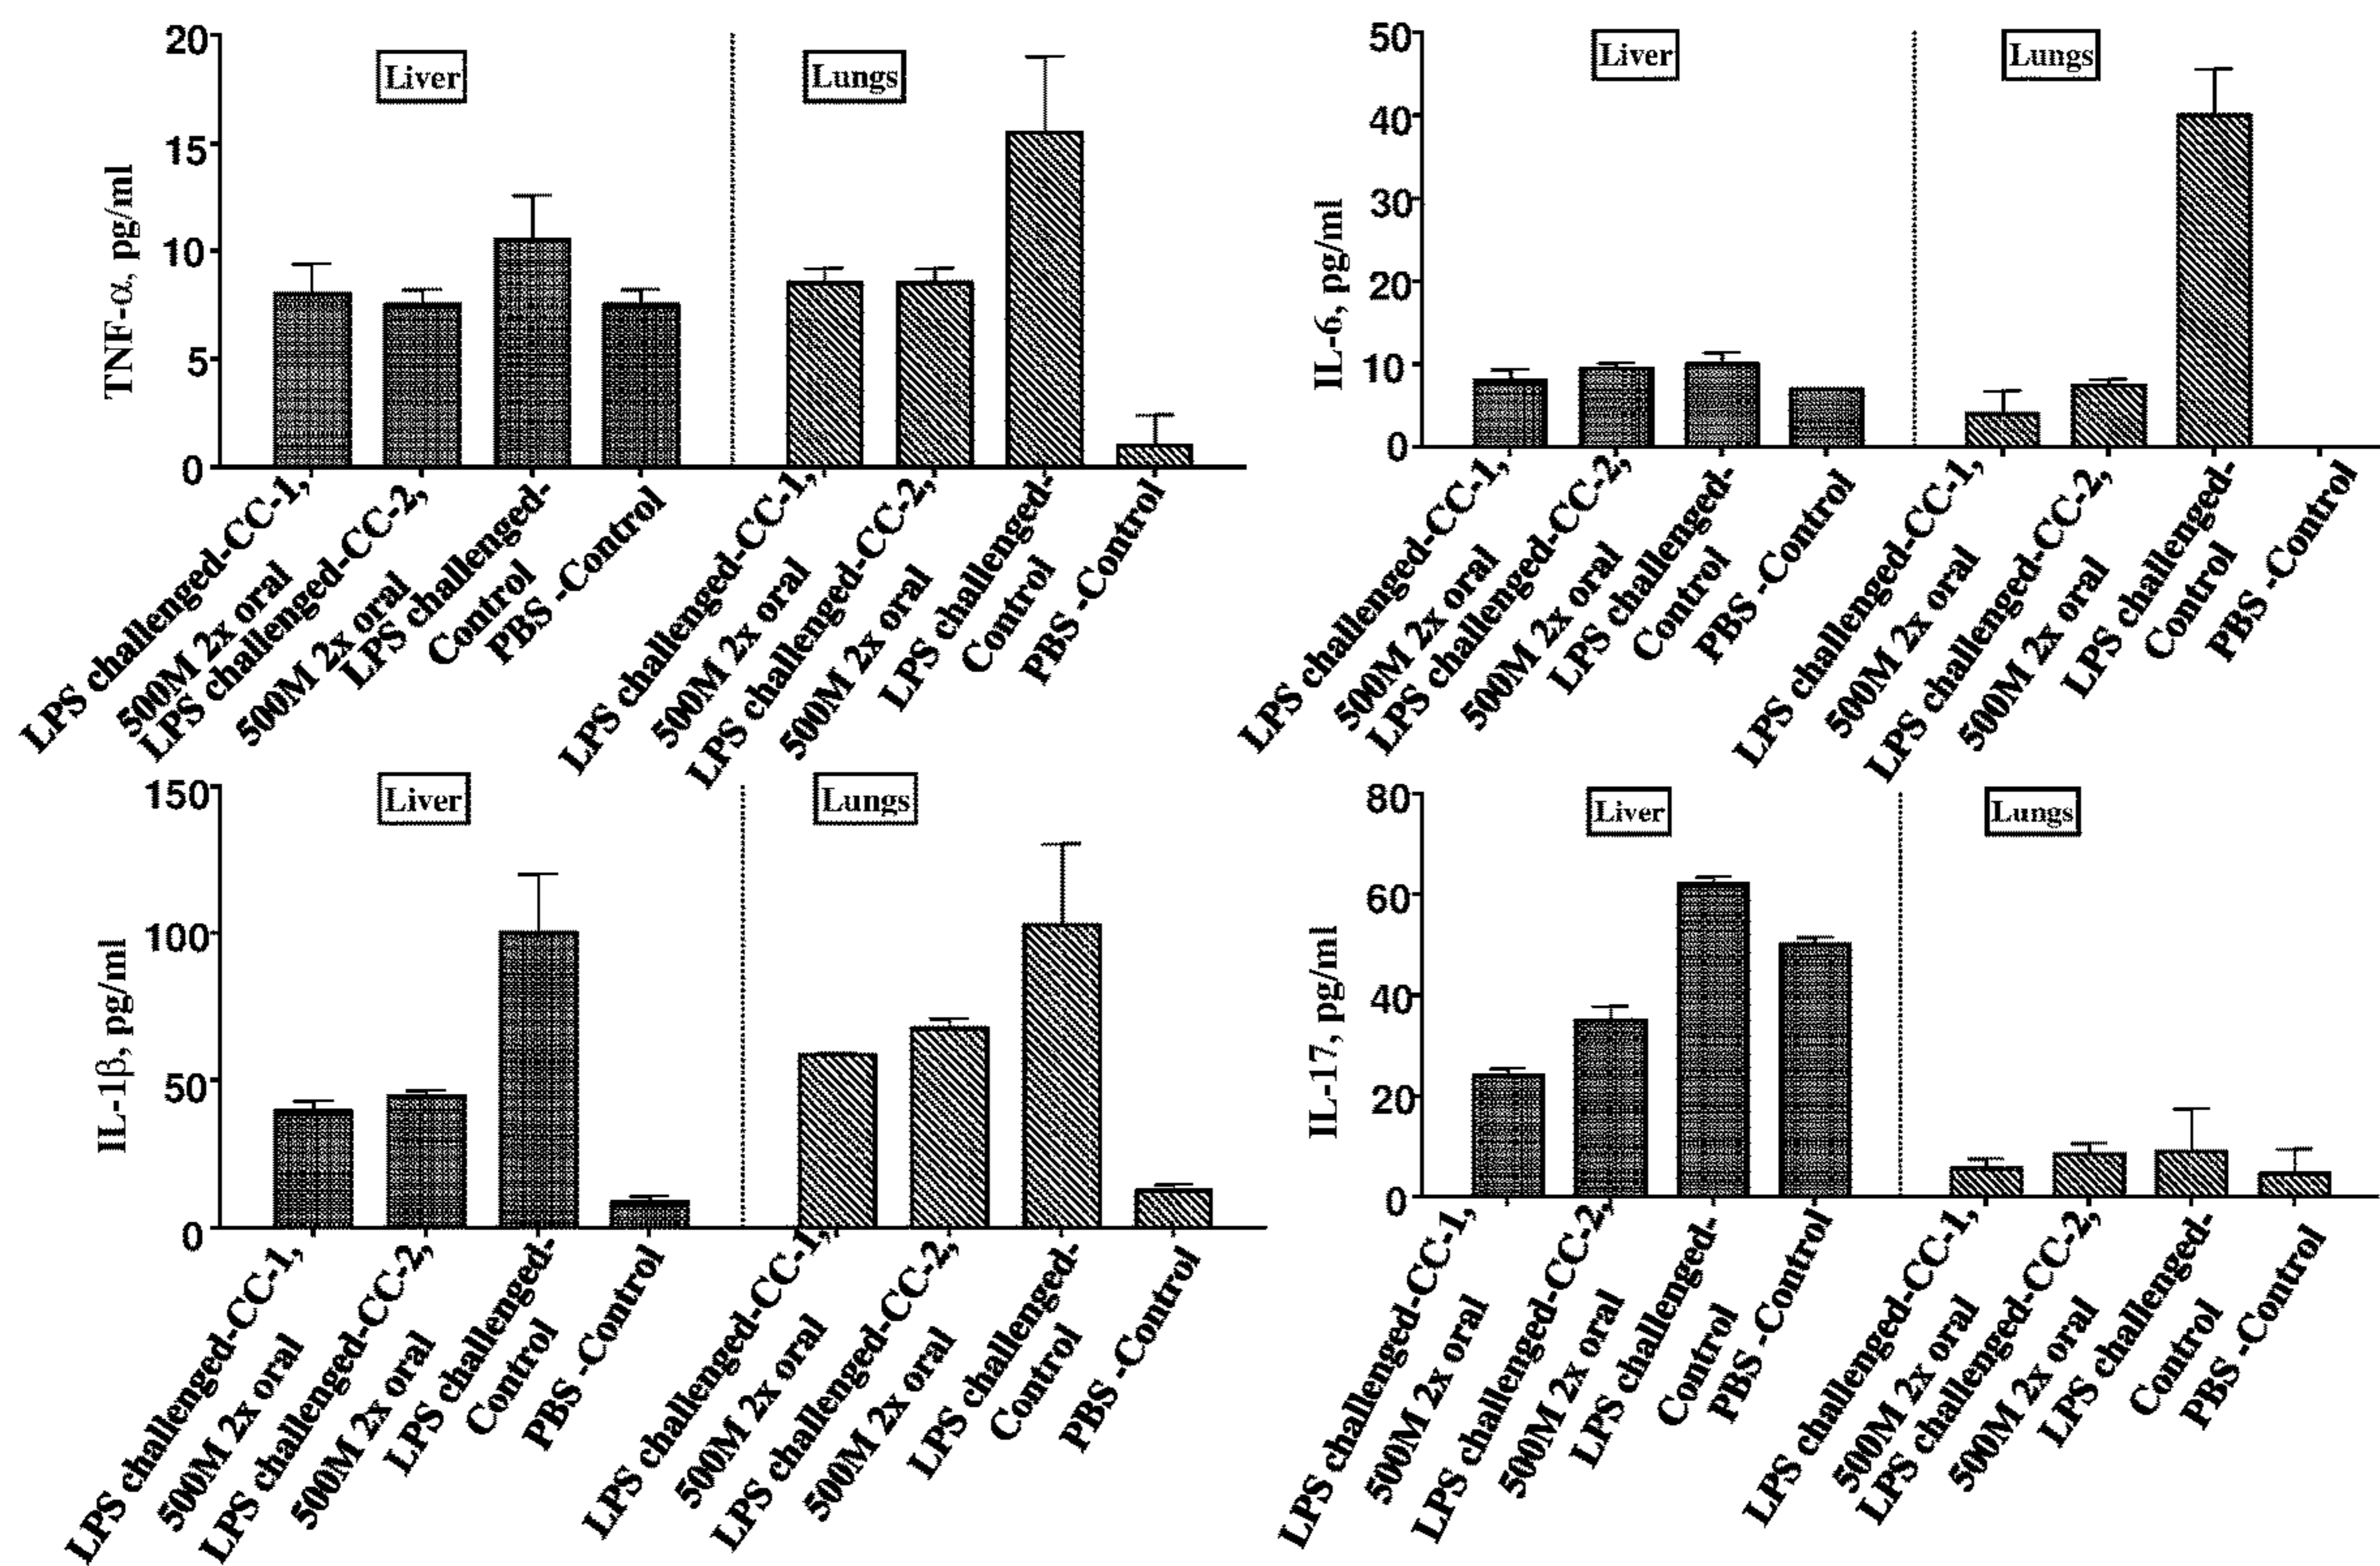 TNF-α, pg/ml
20
15
10
5
0
Liver
Lungs
LPS challenged-CC-1,
500M 2x oral
LPS challenged-CC-2,
500M 2x oral
LPS challenged-
Control
PBS -Control
LPS challenged-CC-1,
500M 2x oral
LPS challenged-CC-2,
500M 2x oral
LPS challenged-
Control
PBS -Control
IL-6, pg/ml
50
40
30
20
10
0
Liver
Lungs
LPS challenged-CC-1,
500M 2x oral
LPS challenged-CC-2,
500M 2x oral
LPS challenged-
Control
PBS -Control
LPS challenged-CC-1,
500M 2x oral
LPS challenged-CC-2,
500M 2x oral
LPS challenged-
Control
PBS -Control
IL-1β, pg/ml
150
100
50
0
Liver
Lungs
LPS challenged-CC-1,
500M 2x oral
LPS challenged-CC-2,
500M 2x oral
LPS challenged-
Control
PBS -Control
LPS challenged-CC-1,
500M 2x oral
LPS challenged-CC-2,
500M 2x oral
LPS challenged-
Control
PBS -Control
IL-17, pg/ml
80
60
40
20
0
Liver
Lungs
LPS challenged-CC-1,
500M 2x oral
LPS challenged-CC-2,
500M 2x oral
LPS challenged-
Control
PBS -Control
LPS challenged-CC-1,
500M 2x oral
LPS challenged-CC-2,
500M 2x oral
LPS challenged-
Control
PBS -Control